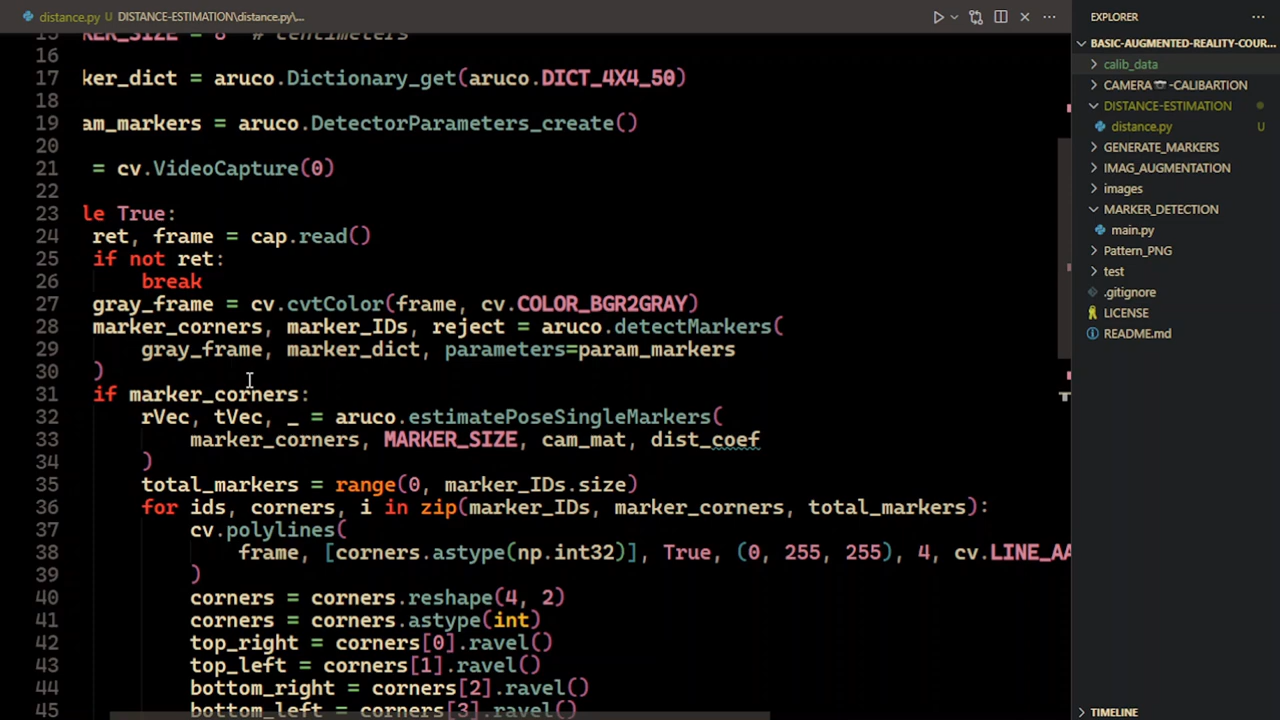 distance.py U DISTANCE-ESTIMATION\distance.py\...
EXPLORER
15 KER_SIZE = 8 # centimeters
16
17 ker_dict = aruco.Dictionary_get(aruco.DICT_4X4_50)
18
19 am_markers = aruco.DetectorParameters_create()
20
21 = cv.VideoCapture(0)
22
23 le True:
24 ret, frame = cap.read()
25 if not ret:
26 break
27 gray_frame = cv.cvtColor(frame, cv.COLOR_BGR2GRAY)
28 marker_corners, marker_IDs, reject = aruco.detectMarkers(
29 gray_frame, marker_dict, parameters=param_markers
30 )
31 if marker_corners:
32 rVec, tVec, _ = aruco.estimatePoseSingleMarkers(
33 marker_corners, MARKER_SIZE, cam_mat, dist_coef
34 )
35 total_markers = range(0, marker_IDs.size)
36 for ids, corners, i in zip(marker_IDs, marker_corners, total_markers):
37 cv.polylines(
38 frame, [corners.astype(np.int32)], True, (0, 255, 255), 4, cv.LINE_AA
39 )
40 corners = corners.reshape(4, 2)
41 corners = corners.astype(int)
42 top_right = corners[0].ravel()
43 top_left = corners[1].ravel()
44 bottom_right = corners[2].ravel()
45 bottom_left = corners[3].ravel()
BASIC-AUGMENTED-REALITY-COUR...
calib_data
CAMERA📷-CALIBARTION
DISTANCE-ESTIMATION
distance.py U
GENERATE_MARKERS
IMAG_AUGMENTATION
images
MARKER_DETECTION
main.py
Pattern_PNG
test
.gitignore
LICENSE
README.md
TIMELINE